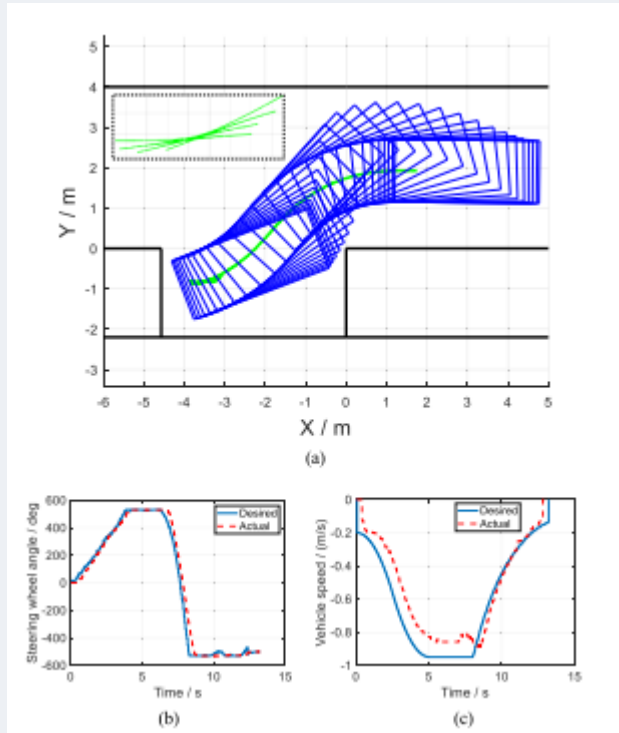 5
4
3
2
1
0
-1
-2
-3
Y / m
-6 -5 -4 -3 -2 -1 0 1 2 3 4 5
X / m
(a)
600
400
200
0
-200
-400
-600
Steering wheel angle / deg
Desired
Actual
0 5 10 15
Time / s
(b)
0
-0.2
-0.4
-0.6
-0.8
-1
Vehicle speed / (m/s)
Desired
Actual
0 5 10 15
Time / s
(c)